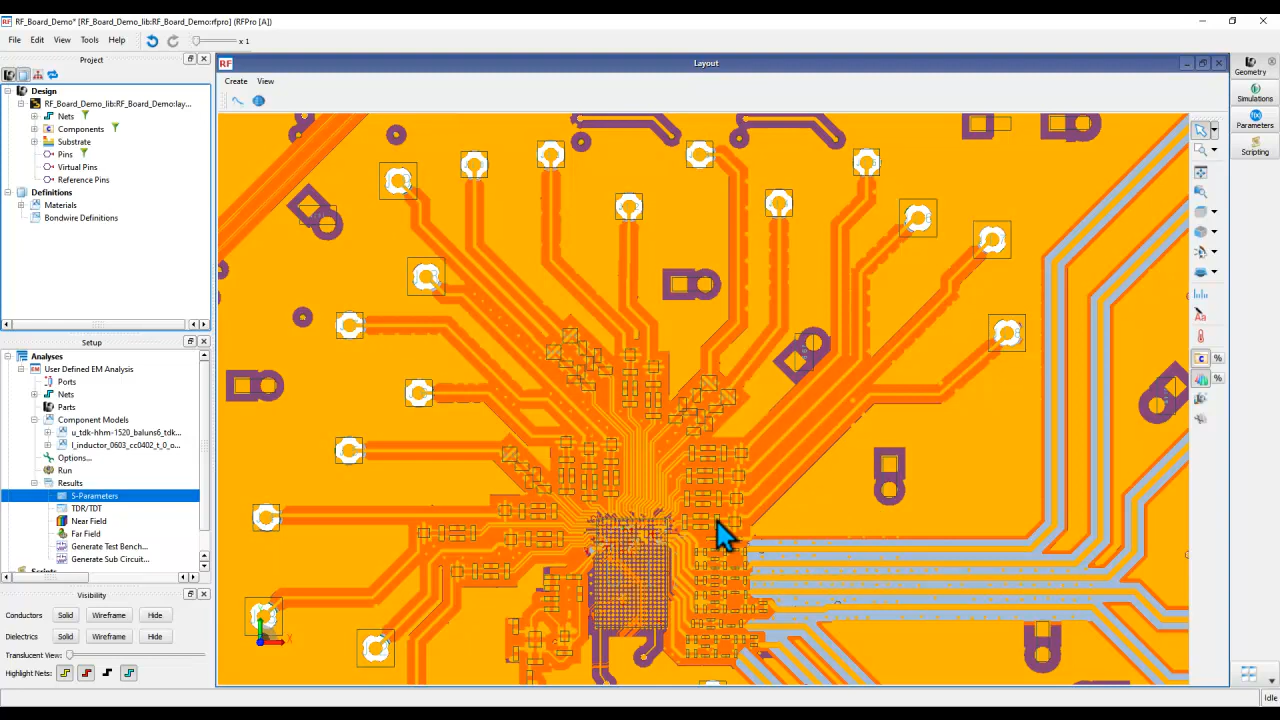 RF RF_Board_Demo* [RF_Board_Demo_lib:RF_Board_Demo:rfpro] (RFPro [A])
File Edit View Tools Help x 1
Project
Design
RF_Board_Demo_lib:RF_Board_Demo:lay...
Nets
Components
Substrate
Pins
Virtual Pins
Reference Pins
Definitions
Materials
Bondwire Definitions
Setup
Analyses
User Defined EM Analysis
Ports
Nets
Parts
Component Models
u_tdk-hhm-1520_baluns6_tdk...
l_inductor_0603_cc0402_t_0_o...
Options...
Run
Results
S-Parameters
TDR/TDT
Near Field
Far Field
Generate Test Bench...
Generate Sub Circuit...
Visibility
Conductors Solid Wireframe Hide
Dielectrics Solid Wireframe Hide
Translucent View:
Highlight Nets:
RF Layout
Create View
X
Geometry
Simulations
Parameters
Scripting
Aa
C %
%
Idle